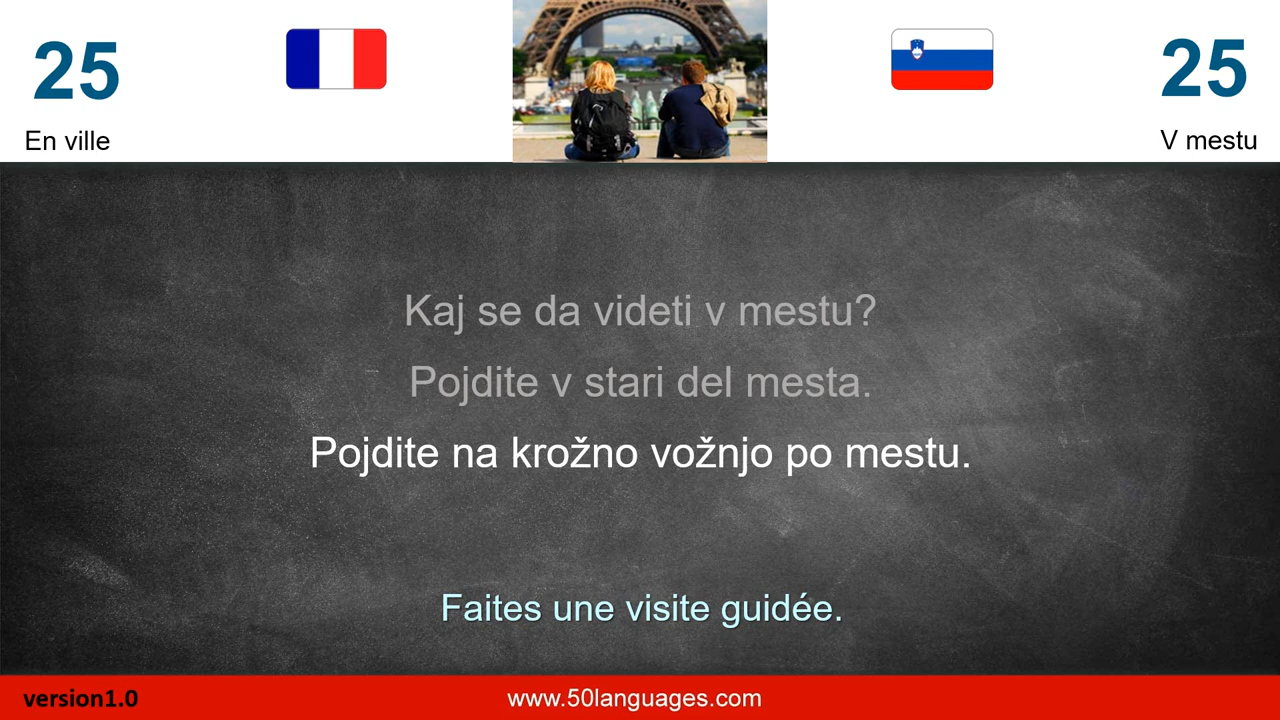 25
25
En ville
V mestu
Kaj se da videti v mestu?
Pojdite v stari del mesta.
Pojdite na krožno vožnjo po mestu.
Faites une visite guidée.
version1.0
www.50languages.com